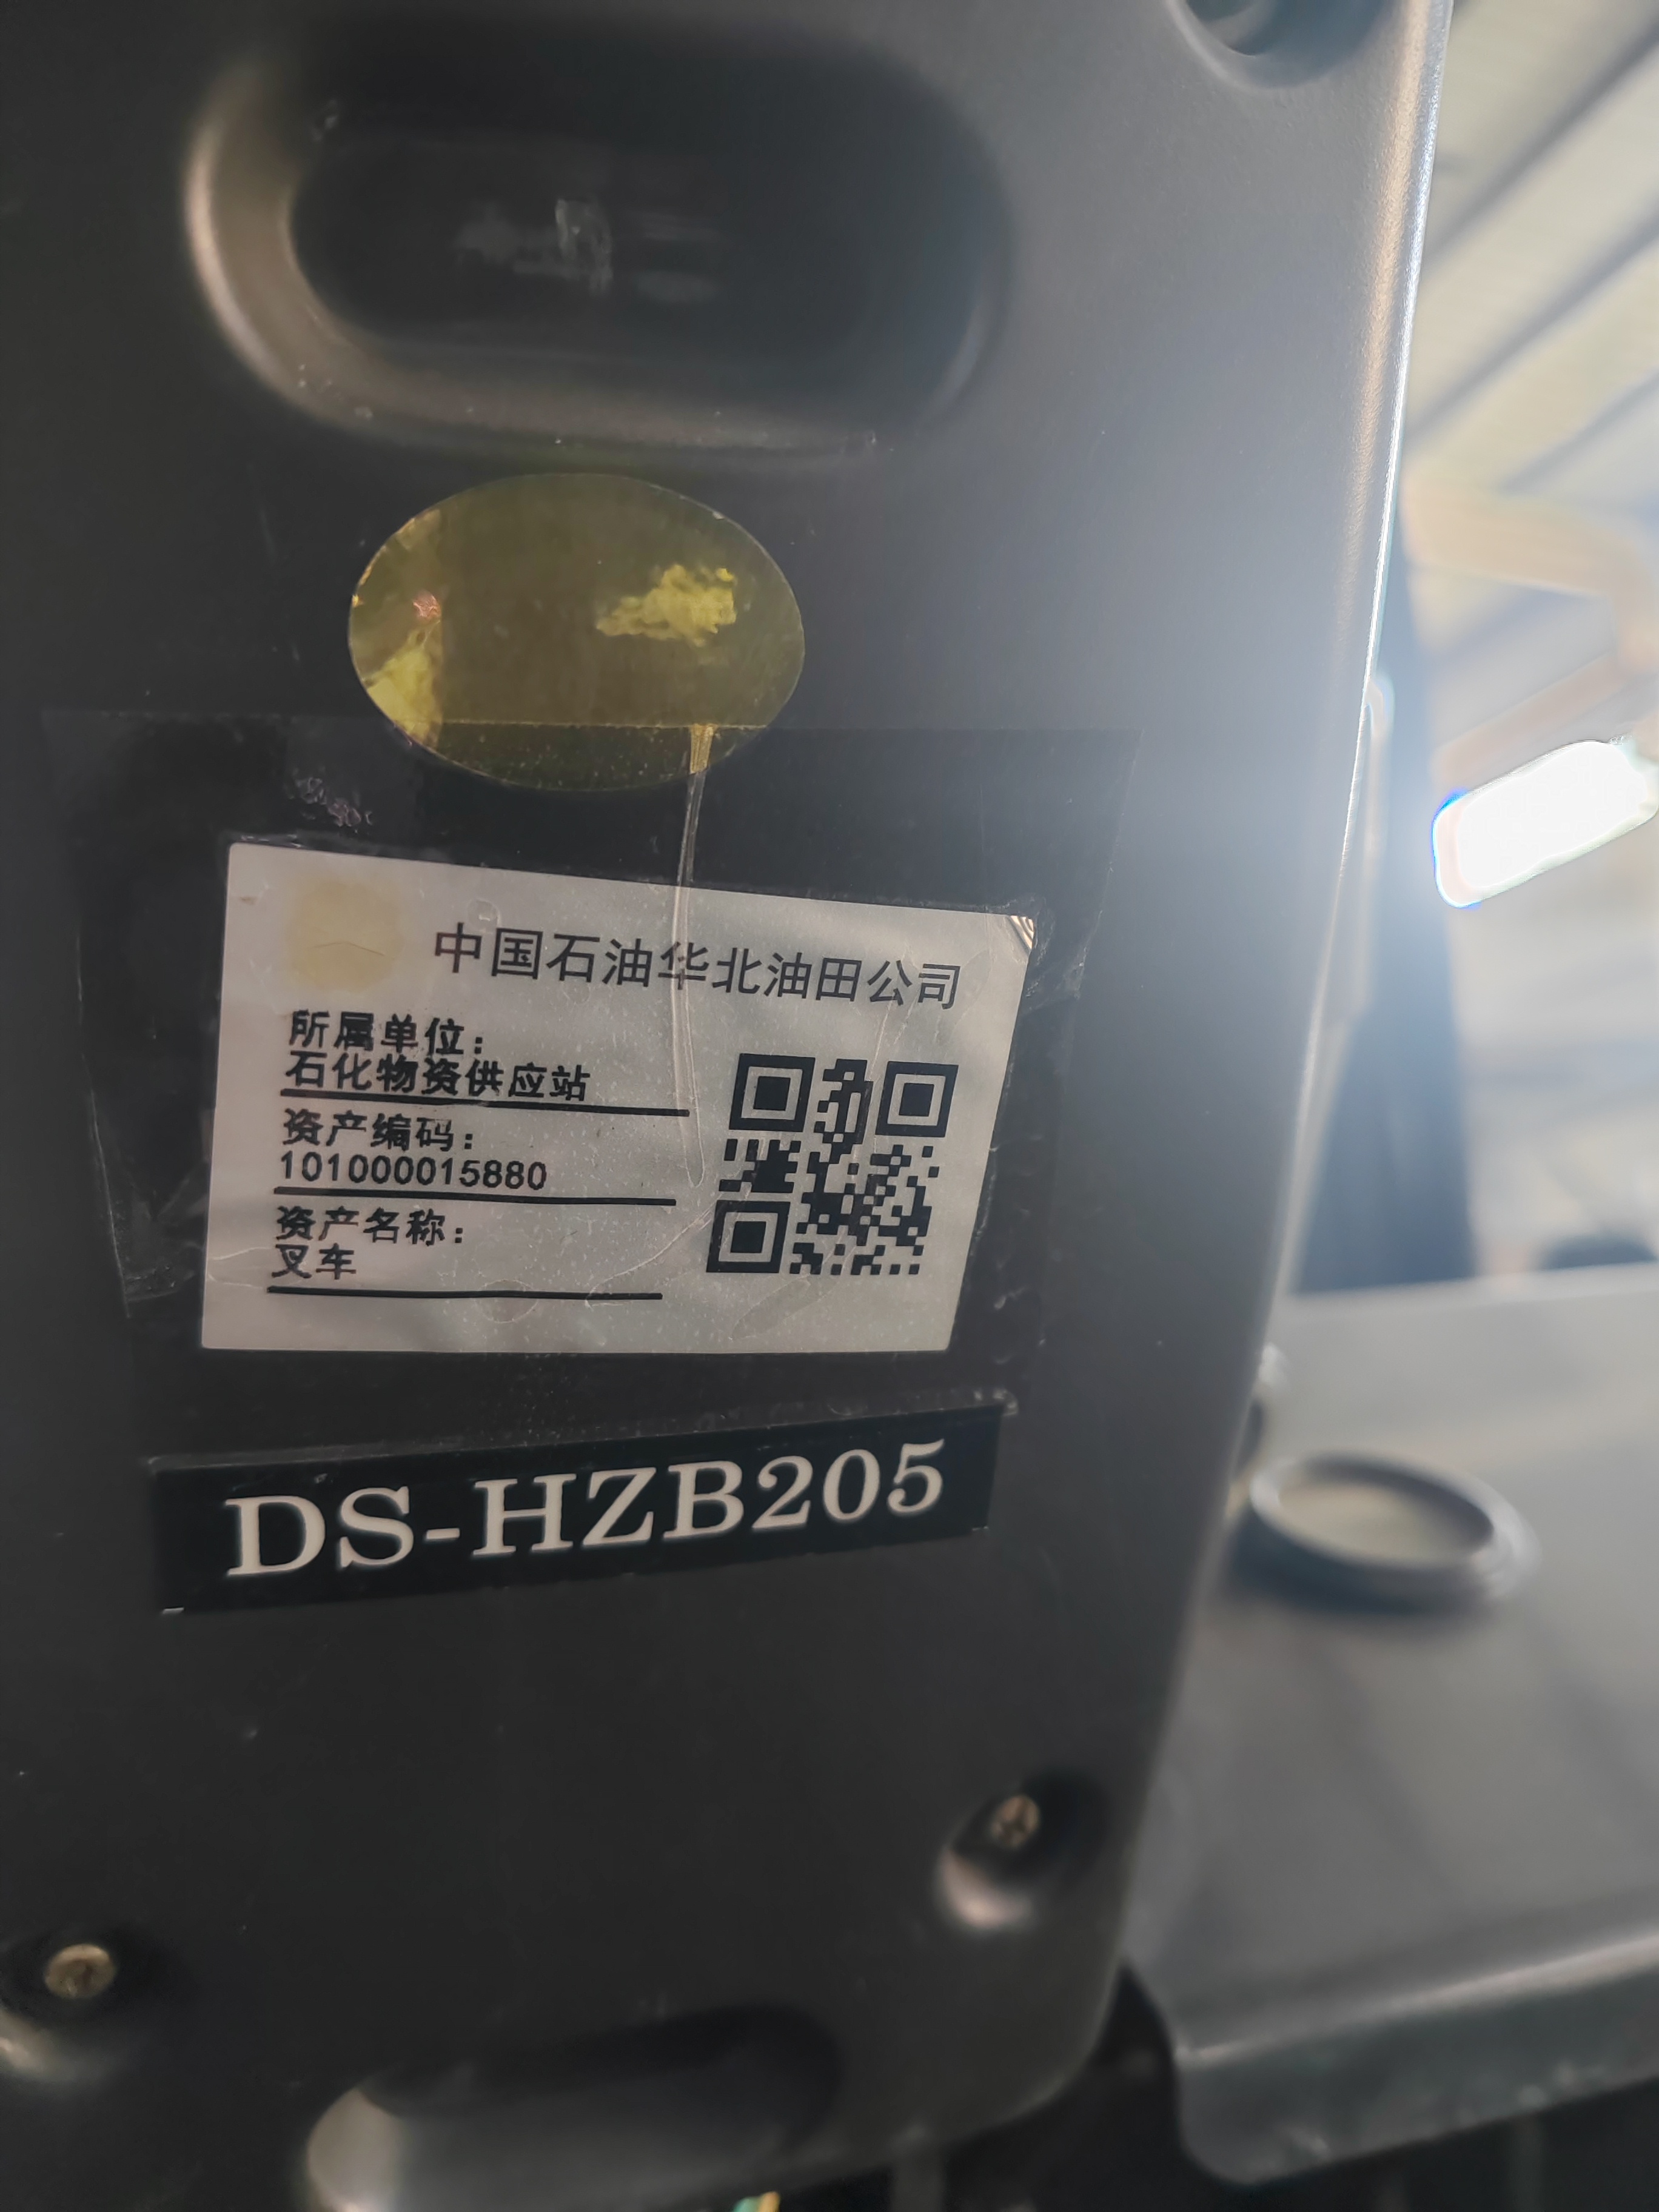 中国石油华北油田公司
所属单位：
石化物资供应站
资产编码：
101000015880
资产名称：
叉车
DS-HZB205